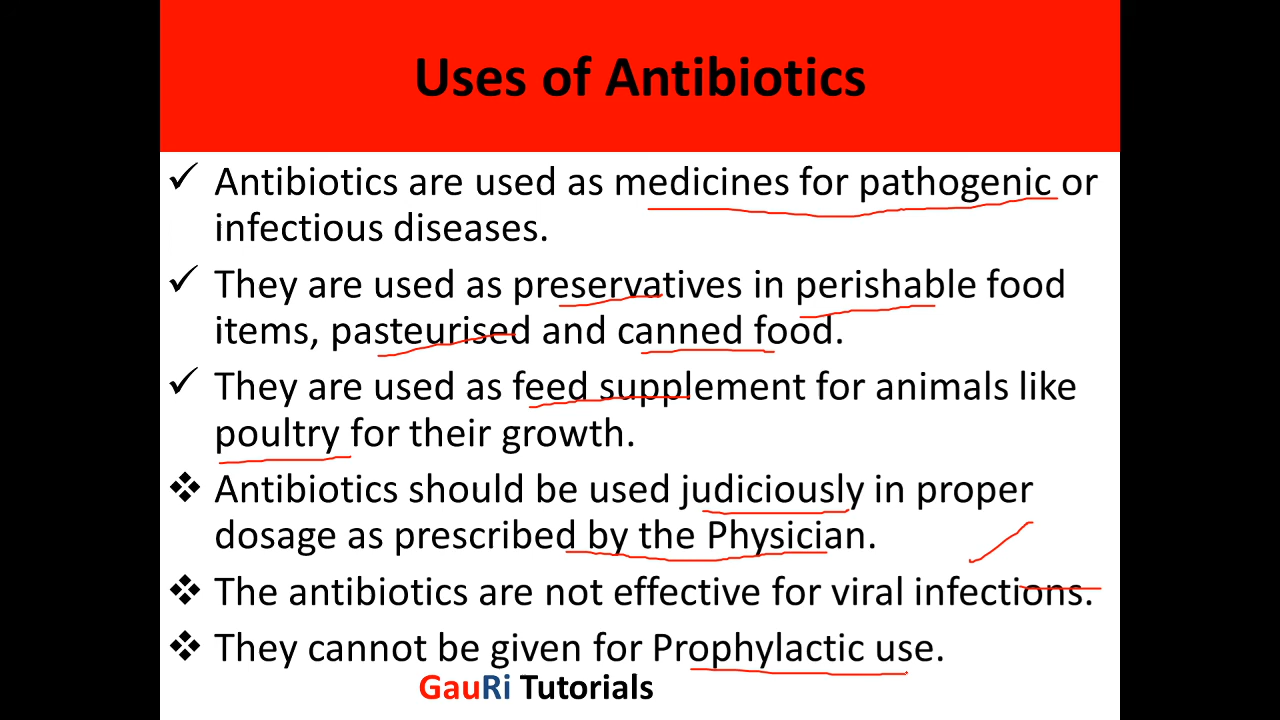 Uses of Antibiotics
✓ Antibiotics are used as medicines for pathogenic or
infectious diseases.
✓ They are used as preservatives in perishable food
items, pasteurised and canned food.
✓ They are used as feed supplement for animals like
poultry for their growth.
❖ Antibiotics should be used judiciously in proper
dosage as prescribed by the Physician.
❖ The antibiotics are not effective for viral infections.
❖ They cannot be given for Prophylactic use.
GauRi Tutorials